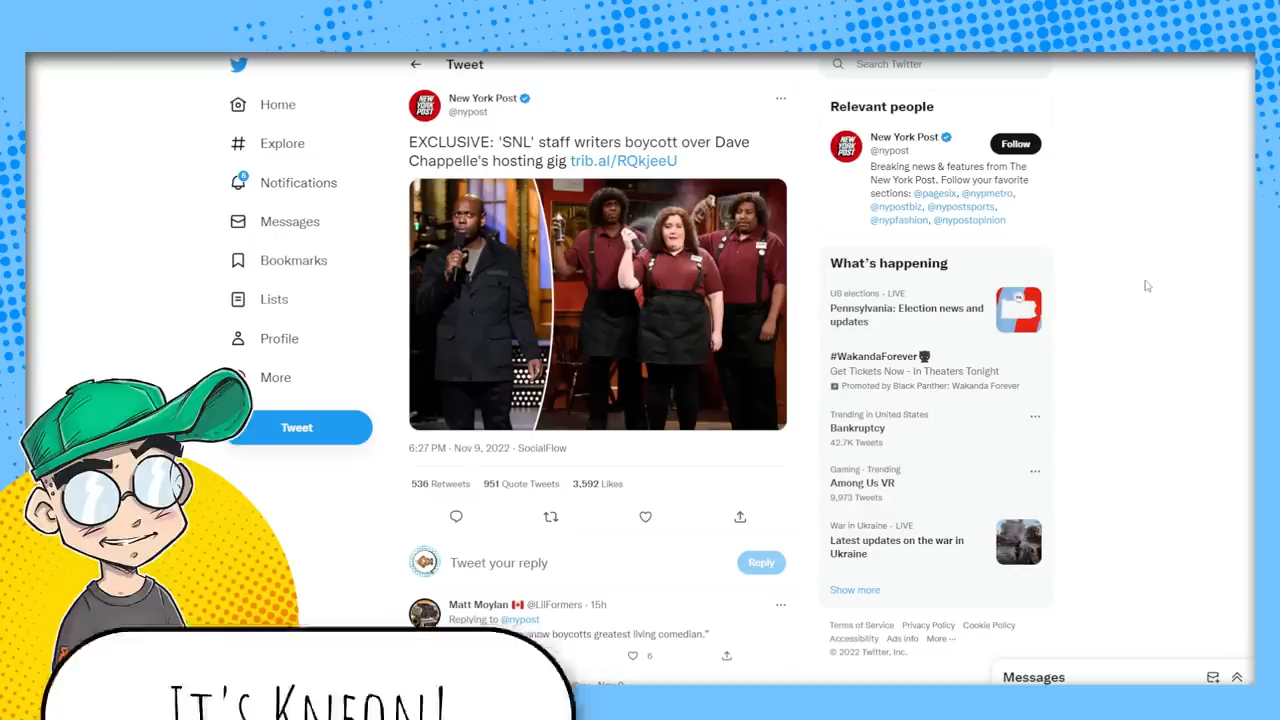 Tweet
Search Twitter
Home
Explore
Notifications
Messages
Bookmarks
Lists
Profile
More
Tweet
New York Post
@nypost
EXCLUSIVE: 'SNL' staff writers boycott over Dave
Chappelle's hosting gig trib.al/RQkjeeU
NEW
YORK
POST
6:27 PM · Nov 9, 2022 · SocialFlow
536 Retweets 951 Quote Tweets 3,592 Likes
Tweet your reply
Reply
Matt Moylan @LilFormers · 15h
Replying to @nypost
boycotts greatest living comedian."
6
Relevant people
NEW
YORK
POST
New York Post
@nypost
Follow
Breaking news & features from The
New York Post. Follow your favorite
sections: @pagesix, @nypmetro,
@nypostbiz, @nypostsports,
@nypfashion, @nypostopinion
What's happening
US elections · LIVE
Pennsylvania: Election news and
updates
#WakandaForever
Get Tickets Now - In Theaters Tonight
Promoted by Black Panther: Wakanda Forever
Trending in United States
Bankruptcy
42.7K Tweets
Gaming · Trending
Among Us VR
9,973 Tweets
War in Ukraine · LIVE
Latest updates on the war in
Ukraine
Show more
Terms of Service Privacy Policy Cookie Policy
Accessibility Ads info More ···
© 2022 Twitter, Inc.
Messages
IT'S KNEON!